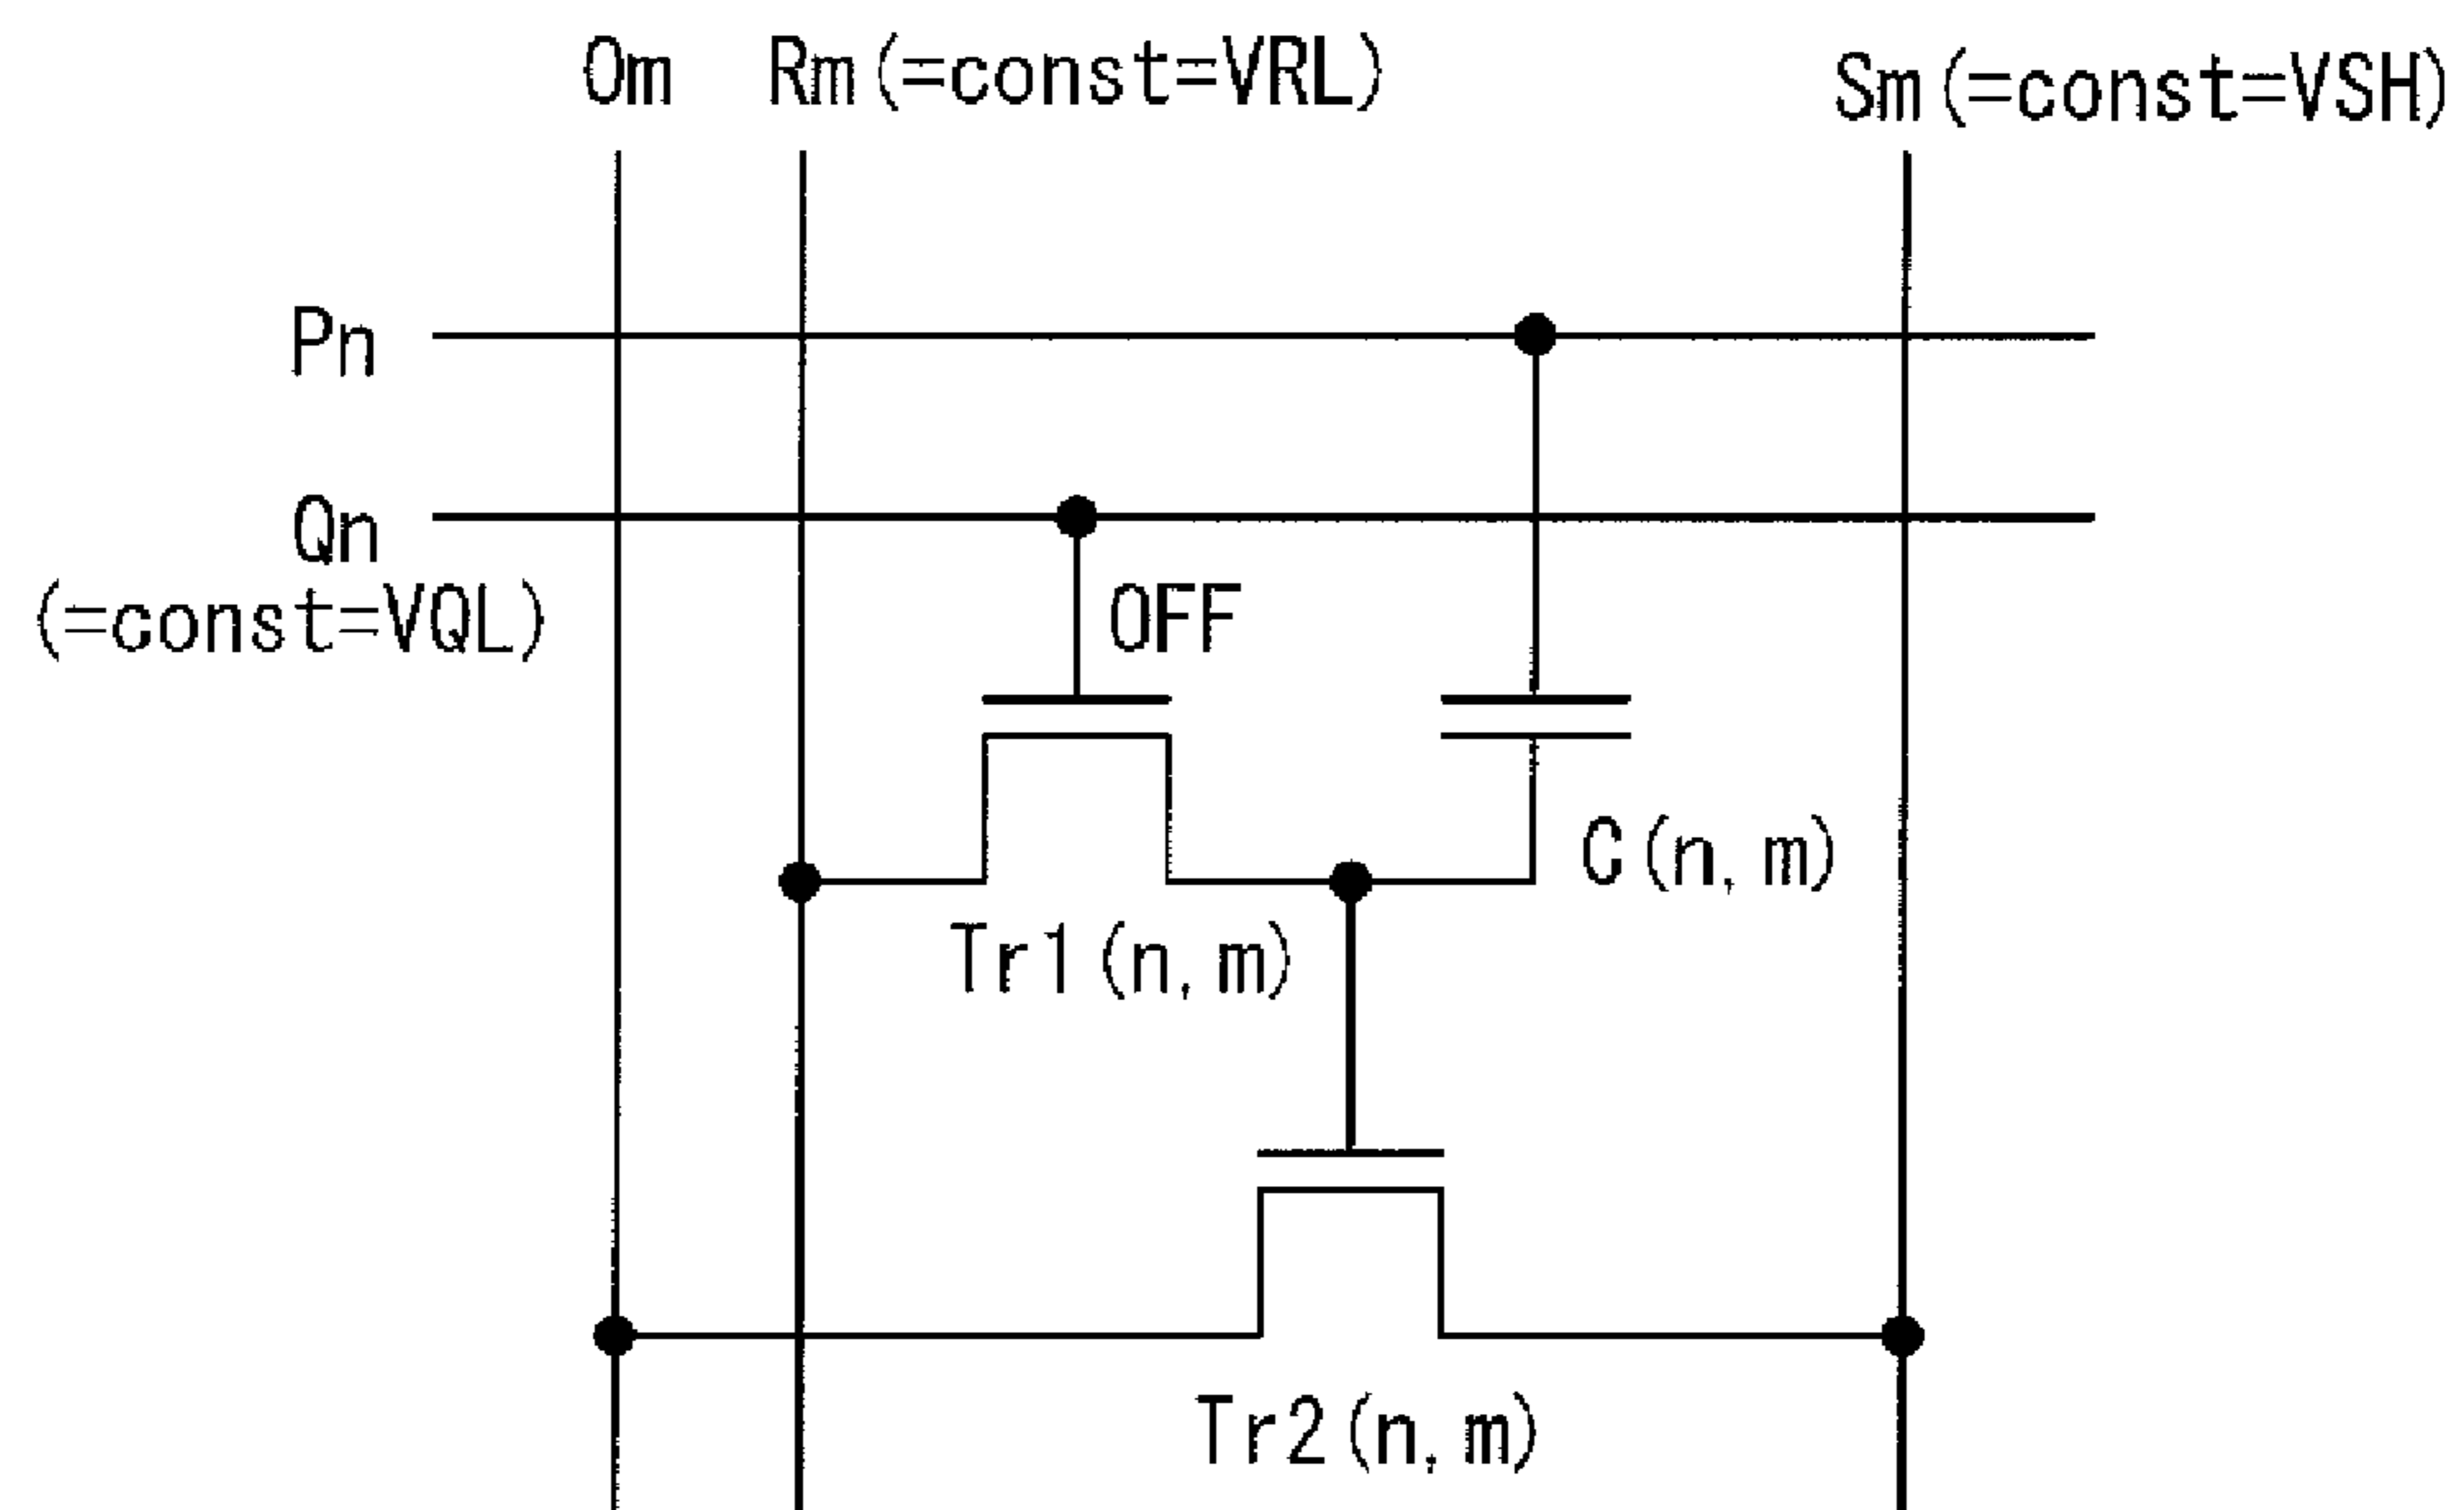 Om
Rm(=const=VRL)
Sm(=const=VSH)
Pn
Qn
(=const=VQL)
OFF
C(n,m)
Tr1(n,m)
Tr2(n,m)